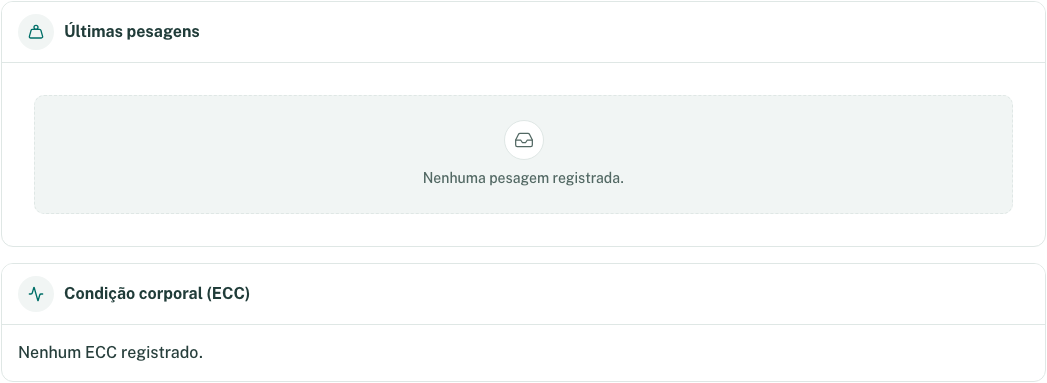 Últimas pesagens
Nenhuma pesagem registrada.
Condição corporal (ECC)
Nenhum ECC registrado.